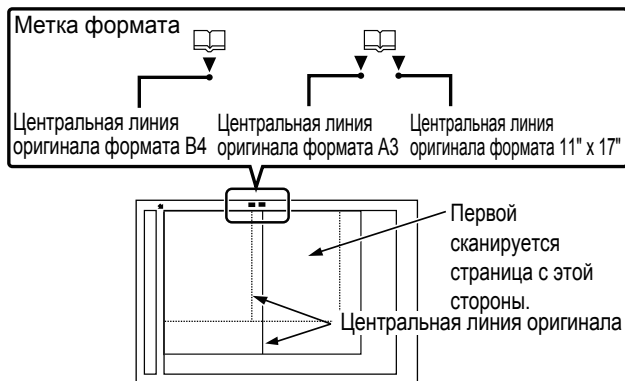 Метка формата
Центральная линия
оригинала формата B4
Центральная линия
оригинала формата A3
Центральная линия
оригинала формата 11" x 17"
Первой
сканируется
страница с этой
стороны.
Центральная линия оригинала